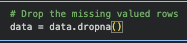 # Drop the missing valued rows
data = data.dropna()